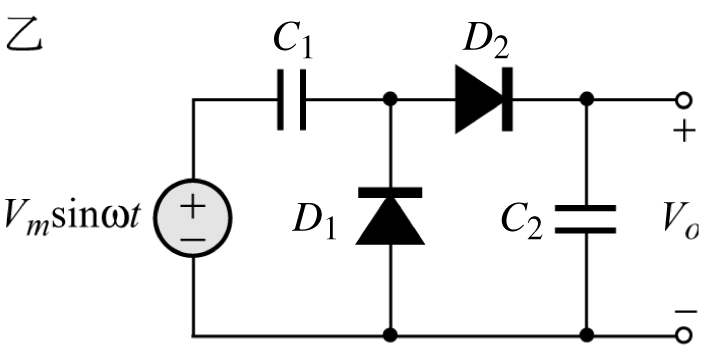 乙
C₁
D₂
+
Vₘsinωt
+
−
D₁
C₂
Vₒ
−